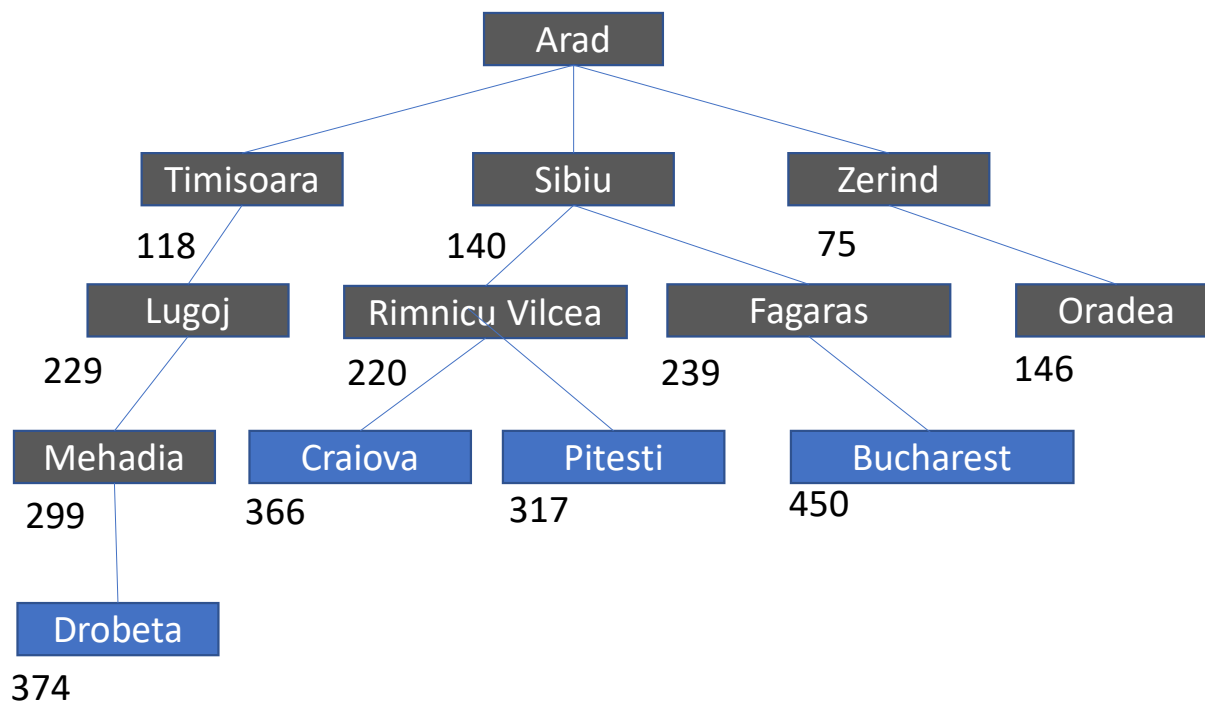 Arad
Timisoara
Sibiu
Zerind
118
140
75
Lugoj
Rimnicu Vilcea
Fagaras
Oradea
229
220
239
146
Mehadia
Craiova
Pitesti
Bucharest
299
366
317
450
Drobeta
374